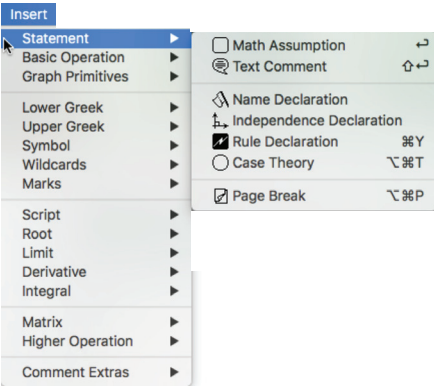 Insert
Statement
Basic Operation
Graph Primitives
Lower Greek
Upper Greek
Symbol
Wildcards
Marks
Script
Root
Limit
Derivative
Integral
Matrix
Higher Operation
Comment Extras
Math Assumption ↩
Text Comment ⇧↩
Name Declaration
Independence Declaration
Rule Declaration ⌘Y
Case Theory ⌥⌘T
Page Break ⌥⌘P